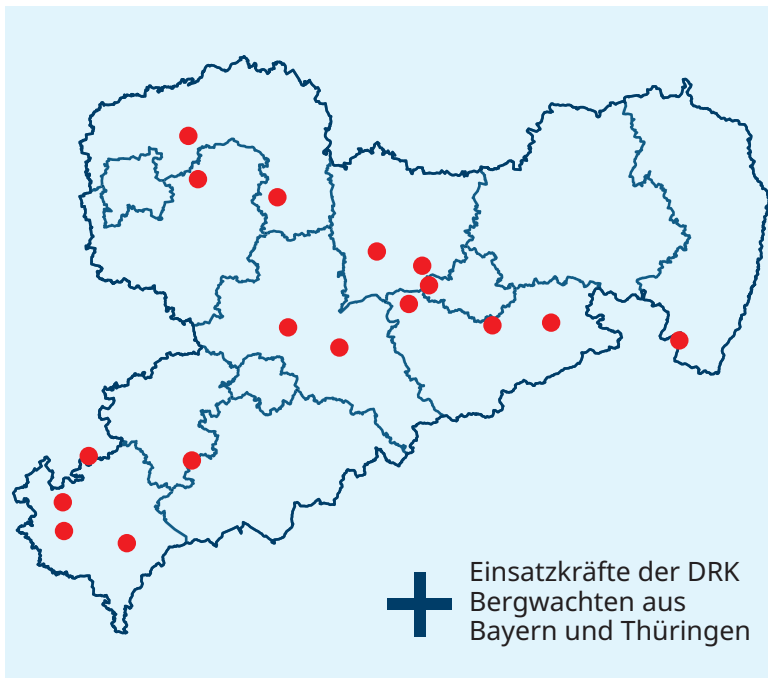 Einsatzkräfte der DRK
Bergwachten aus
Bayern und Thüringen